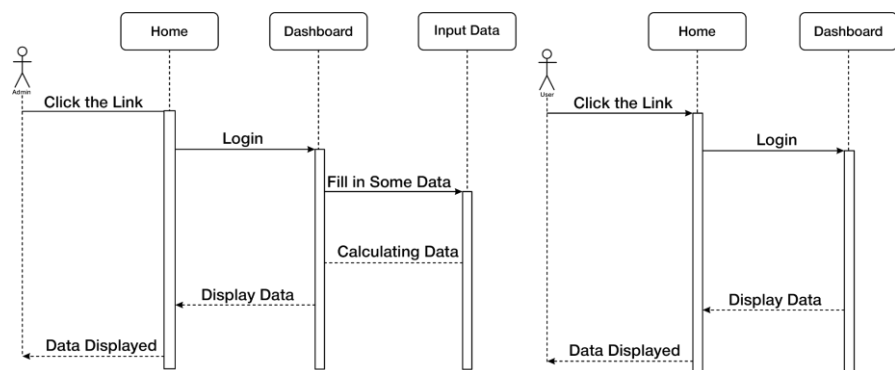 Home
Dashboard
Input Data
Admin
Click the Link
Login
Fill in Some Data
Calculating Data
Display Data
Data Displayed
Home
Dashboard
User
Click the Link
Login
Display Data
Data Displayed